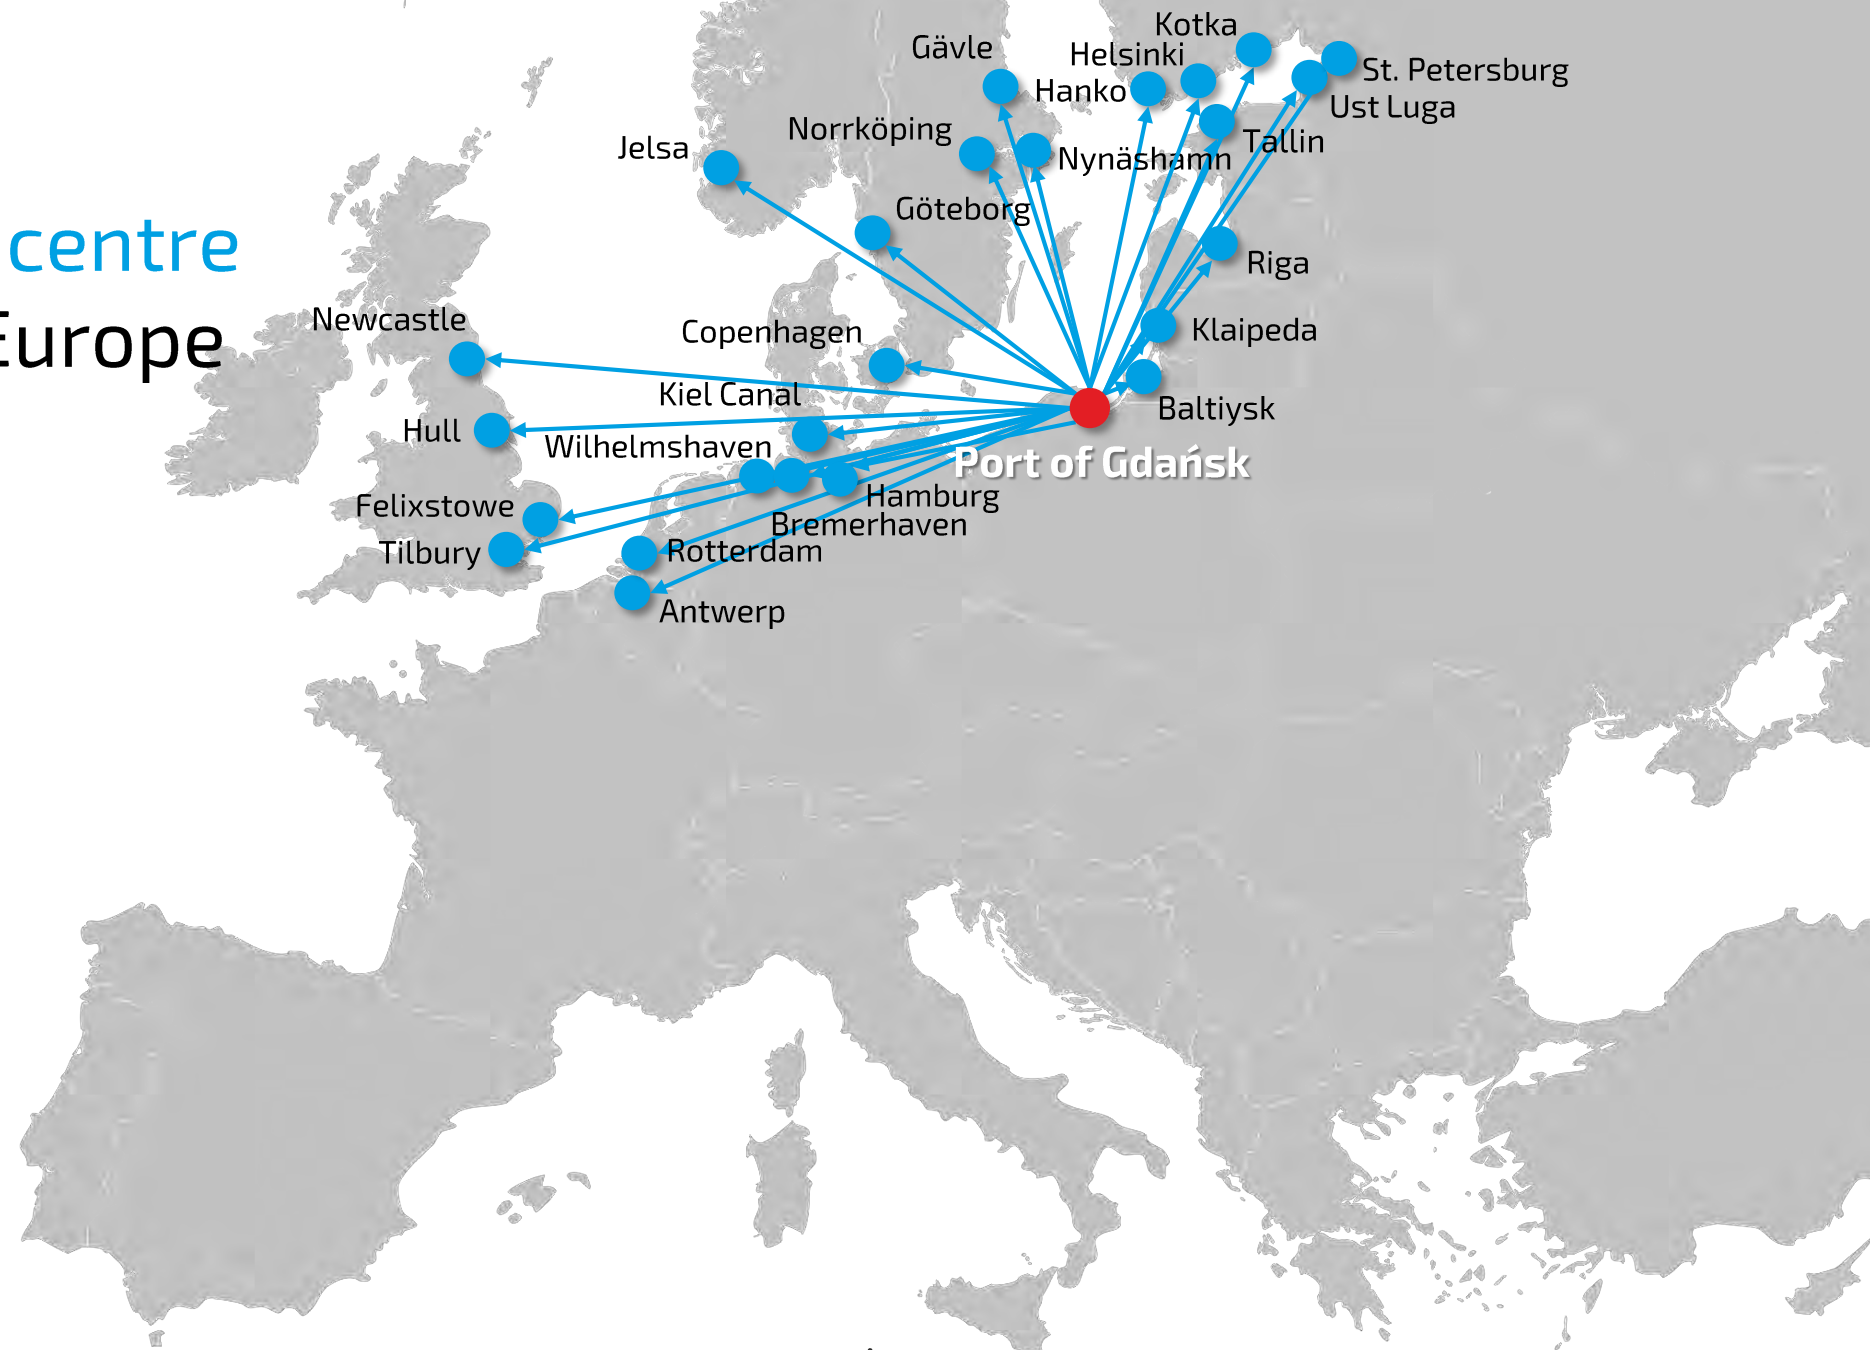 Kotka
Gävle
Helsinki
St. Petersburg
Hanko
Ust Luga
Norrköping
Tallin
Jelsa
Nynäshamn
Göteborg
centre
Riga
Newcastle
Europe
Copenhagen
Klaipeda
Kiel Canal
Baltiysk
Hull
Wilhelmshaven
Port of Gdańsk
Hamburg
Felixstowe
Bremerhaven
Tilbury
Rotterdam
Antwerp